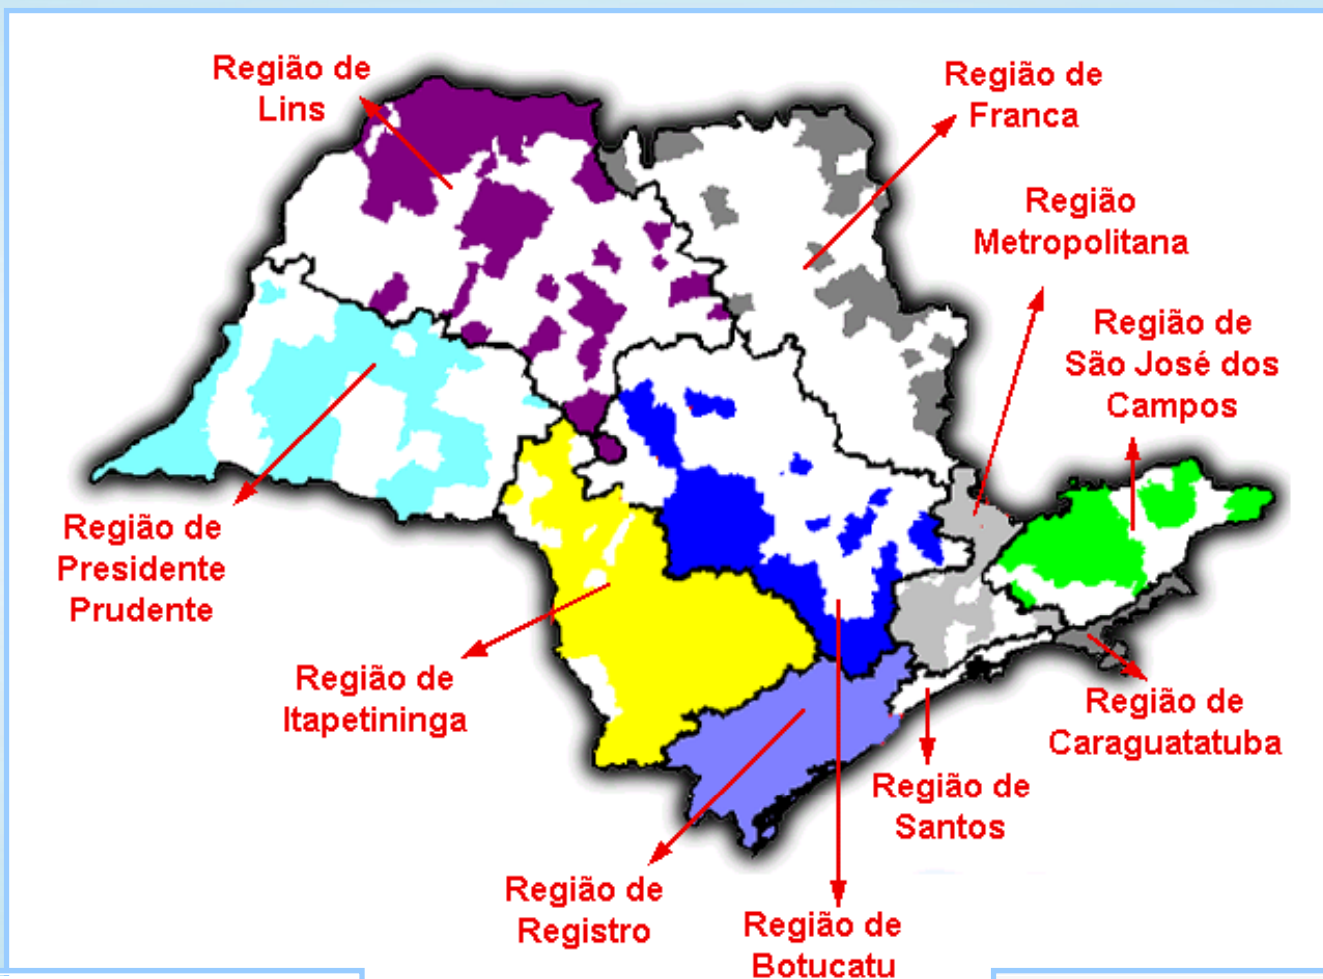 Região de
Lins
Região de
Franca
Região
Metropolitana
Região de
São José dos
Campos
Região de
Presidente
Prudente
Região de
Itapetininga
Região de
Caraguatatuba
Região de
Santos
Região de
Registro
Região de
Botucatu